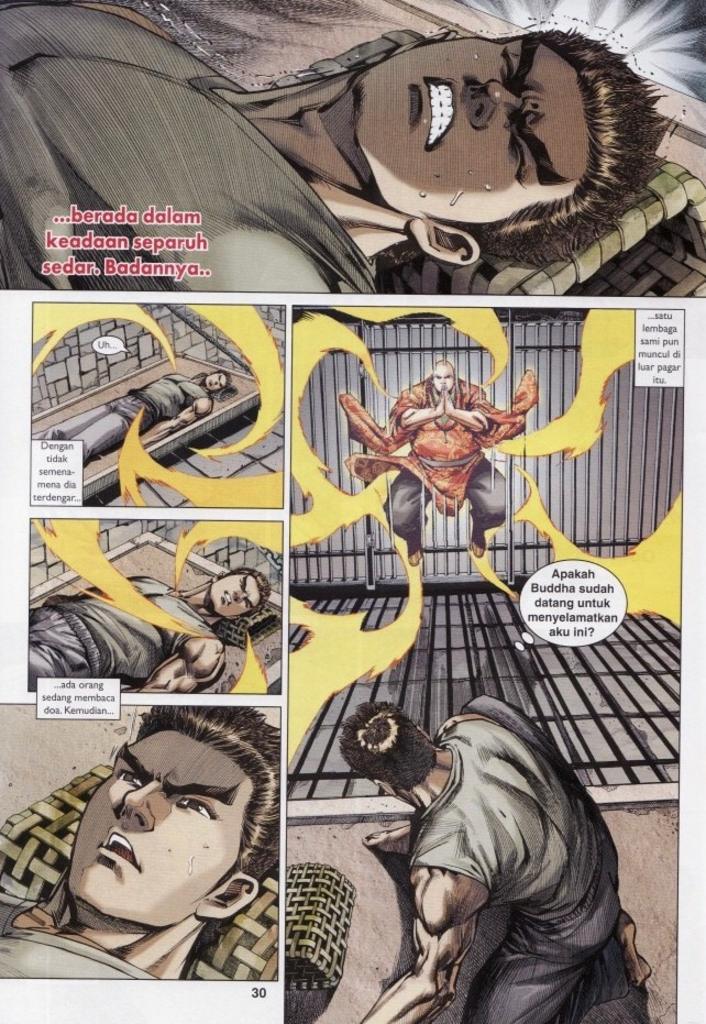 ...berada dalam
keadaan separuh
sedar. Badannya..
Uh...
Dengan
tidak
semena-
mena dia
terdengar...
...ada orang
sedang membaca
doa. Kemudian...
...satu
lembaga
sami pun
muncul di
luar pagar
itu.
Apakah
Buddha sudah
datang untuk
menyelamatkan
aku ini?
30